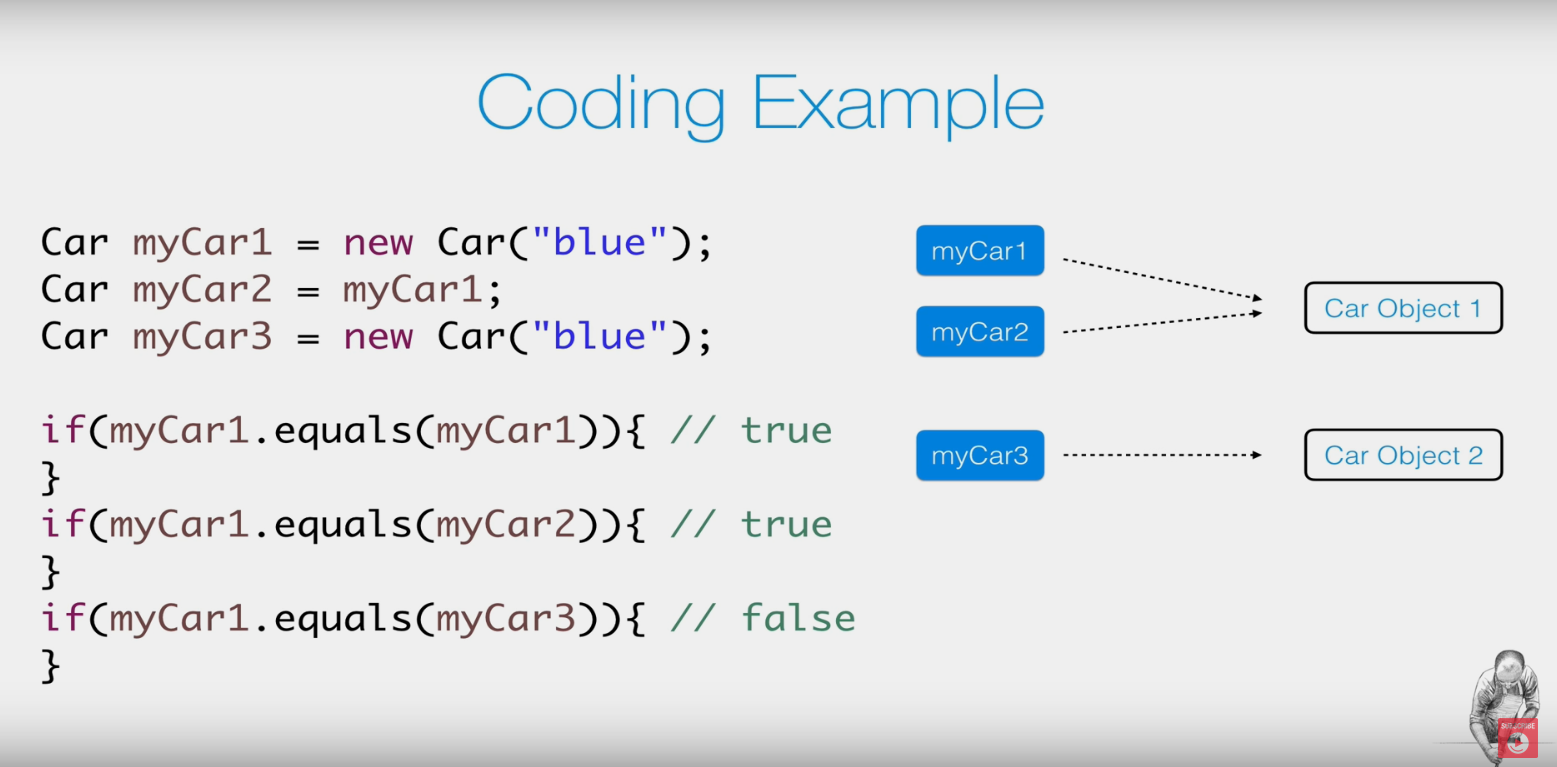 Coding Example
Car myCar1 = new Car("blue");
Car myCar2 = myCar1;
Car myCar3 = new Car("blue");
if(myCar1.equals(myCar1)){ // true
}
if(myCar1.equals(myCar2)){ // true
}
if(myCar1.equals(myCar3)){ // false
}
myCar1
myCar2
Car Object 1
myCar3
Car Object 2
SUBSCRIBE